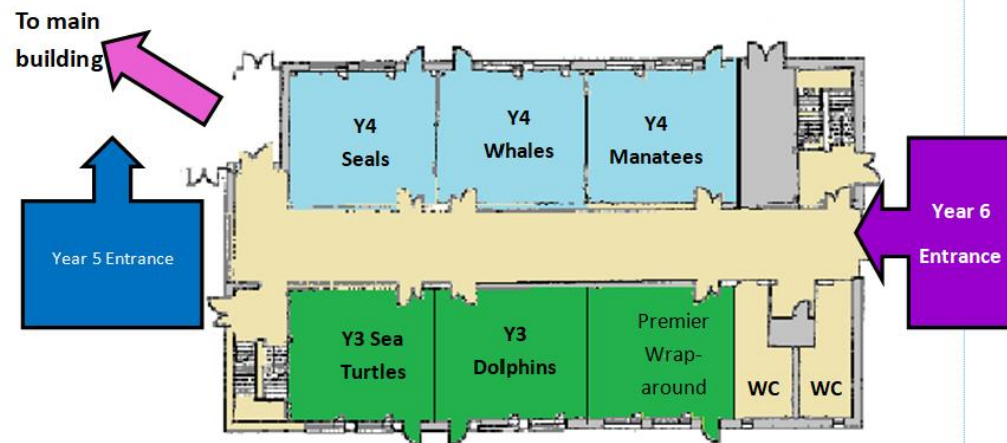 To main
building
Y4
Seals
Y4
Whales
Y4
Manatees
Year 5 Entrance
Year 6
Entrance
Y3 Sea
Turtles
Y3
Dolphins
Premier
Wrap-
around
WC
WC